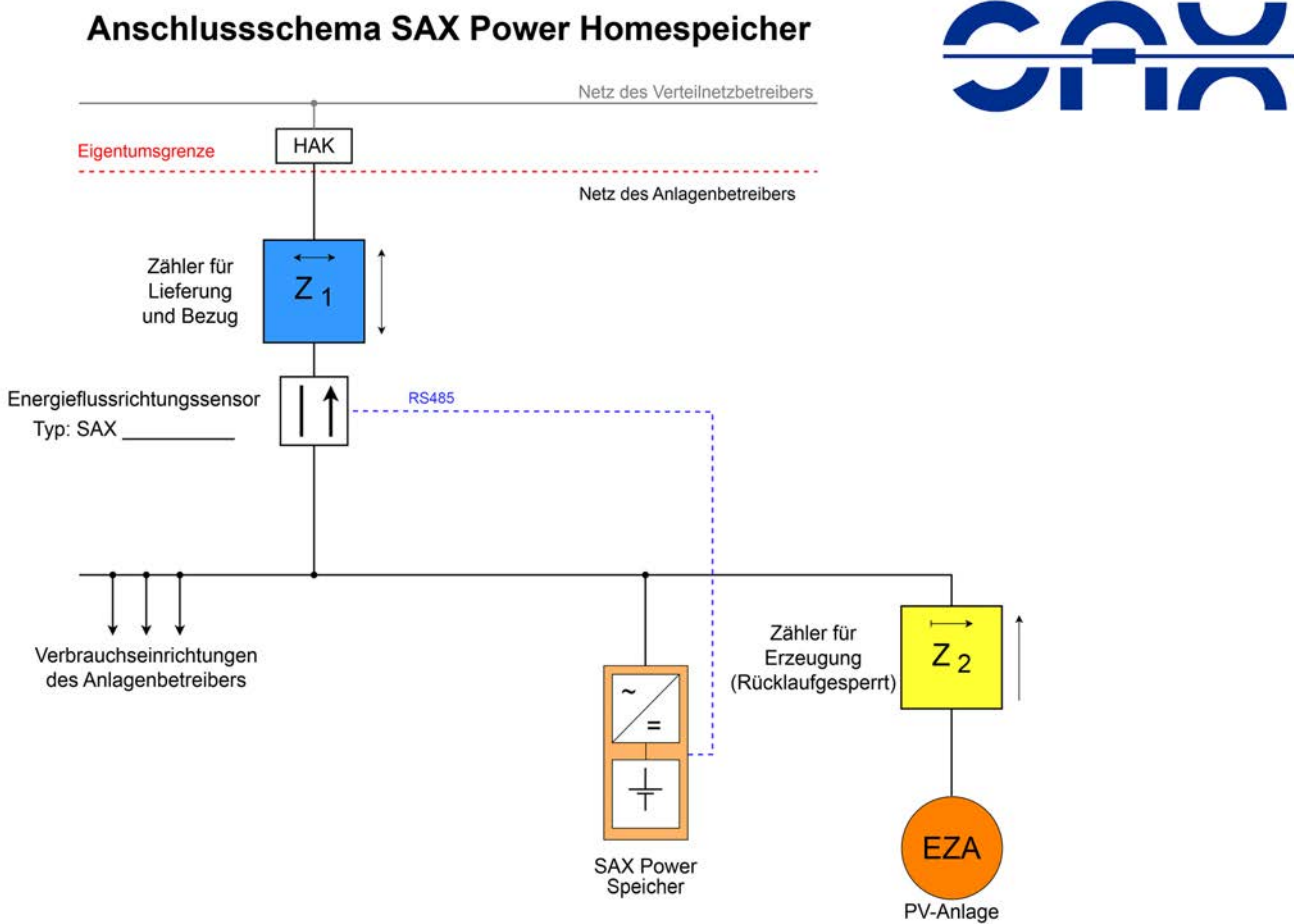 Anschlussschema SAX Power Homespeicher
SAX
Netz des Verteilnetzbetreibers
HAK
Eigentumsgrenze
Netz des Anlagenbetreibers
Zähler für
Lieferung
und Bezug
Z 1
Energieflussrichtungssensor
Typ: SAX __________
RS485
Verbrauchseinrichtungen
des Anlagenbetreibers
~
=
SAX Power
Speicher
Zähler für
Erzeugung
(Rücklaufgesperrt)
Z 2
EZA
PV-Anlage